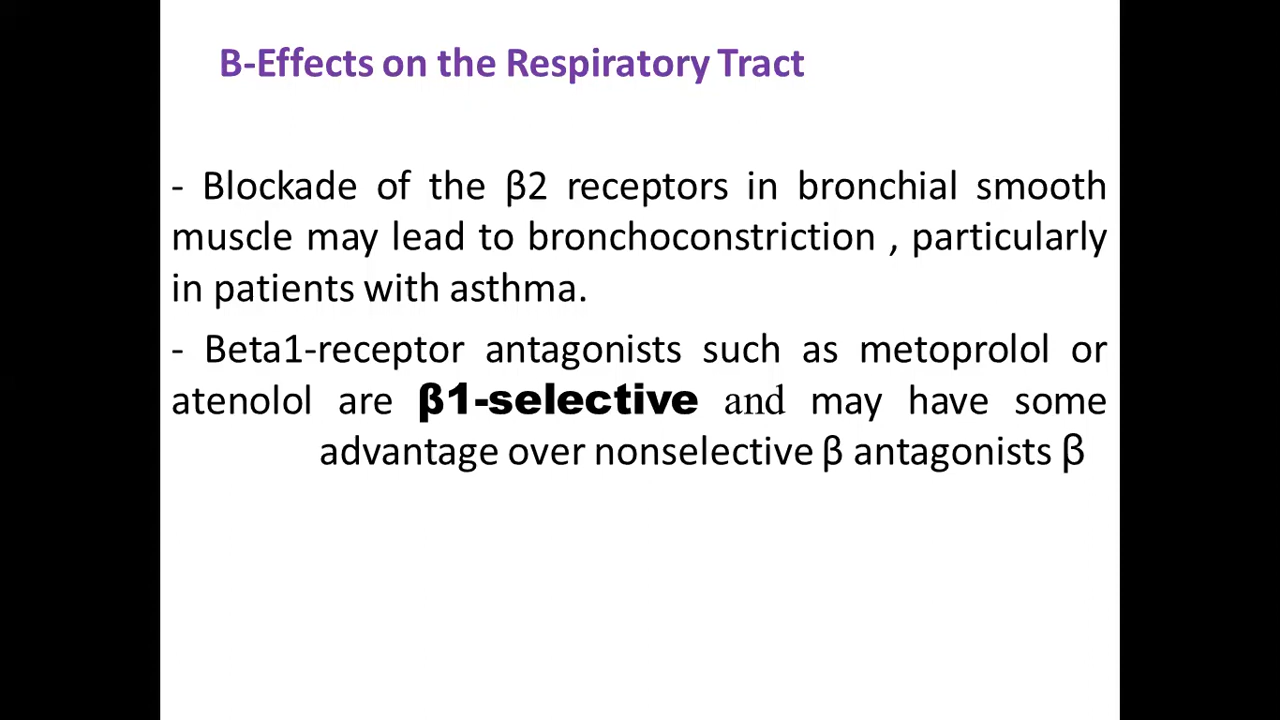 B-Effects on the Respiratory Tract
- Blockade of the β2 receptors in bronchial smooth
muscle may lead to bronchoconstriction , particularly
in patients with asthma.
- Beta1-receptor antagonists such as metoprolol or
atenolol are β1-selective and may have some
advantage over nonselective β antagonists β